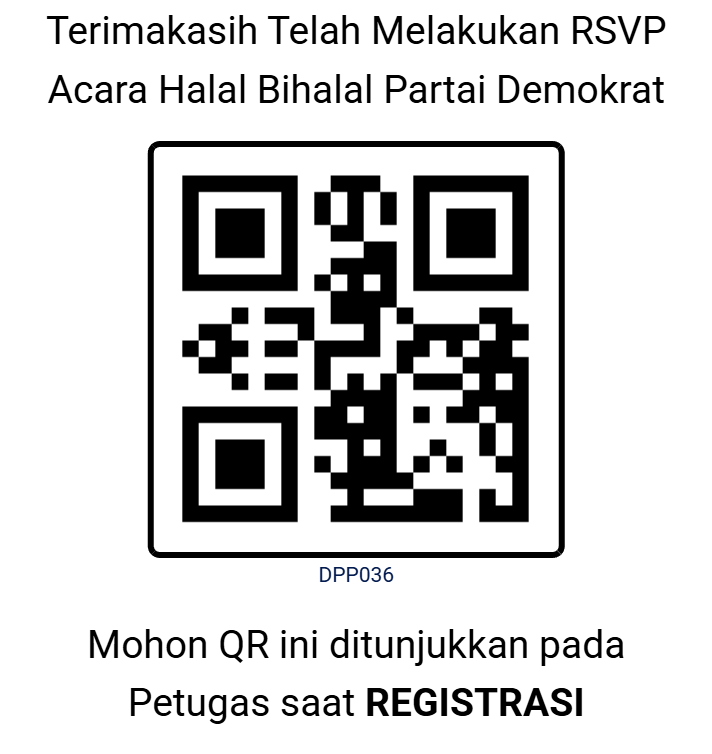 Terimakasih Telah Melakukan RSVP
Acara Halal Bihalal Partai Demokrat
DPP036
Mohon QR ini ditunjukkan pada
Petugas saat REGISTRASI